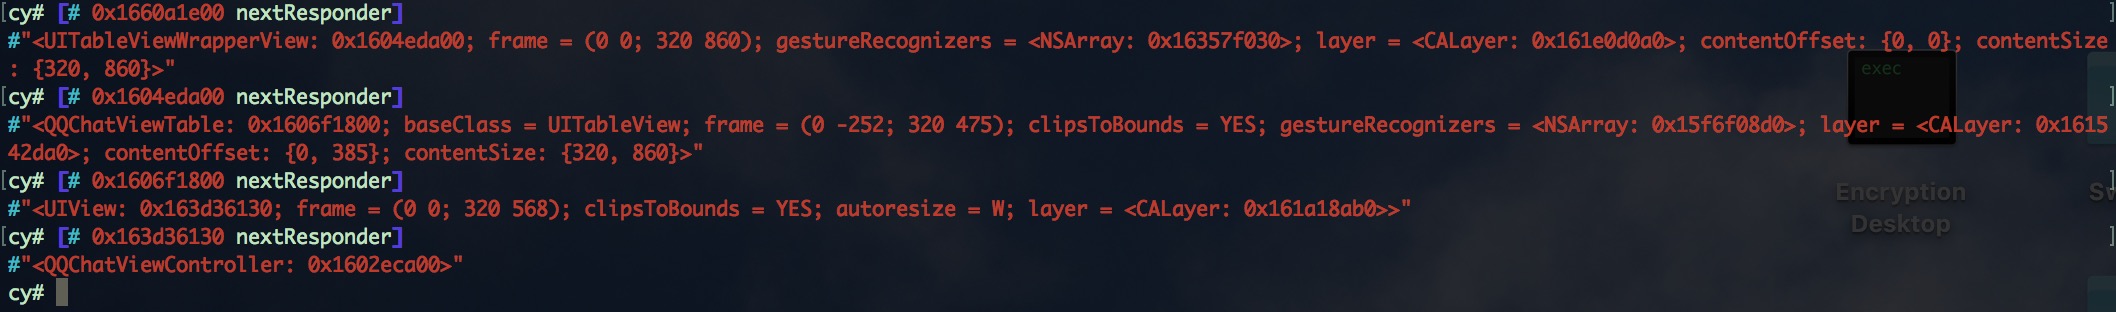 [cy# [# 0x1660a1e00 nextResponder]]
#"<UITableViewWrapperView: 0x1604eda00; frame = (0 0; 320 860); gestureRecognizers = <NSArray: 0x16357f030>; layer = <CALayer: 0x161e0d0a0>; contentOffset: {0, 0}; contentSize
: {320, 860}>"
[cy# [# 0x1604eda00 nextResponder]]
#"<QQChatViewTable: 0x1606f1800; baseClass = UITableView; frame = (0 -252; 320 475); clipsToBounds = YES; gestureRecognizers = <NSArray: 0x15f6f08d0>; layer = <CALayer: 0x1615
42da0>; contentOffset: {0, 385}; contentSize: {320, 860}>"
[cy# [# 0x1606f1800 nextResponder]]
#"<UIView: 0x163d36130; frame = (0 0; 320 568); clipsToBounds = YES; autoresize = W; layer = <CALayer: 0x161a18ab0>>"
[cy# [# 0x163d36130 nextResponder]]
#"<QQChatViewController: 0x1602eca00>"
cy#
exec
Encryption
Desktop